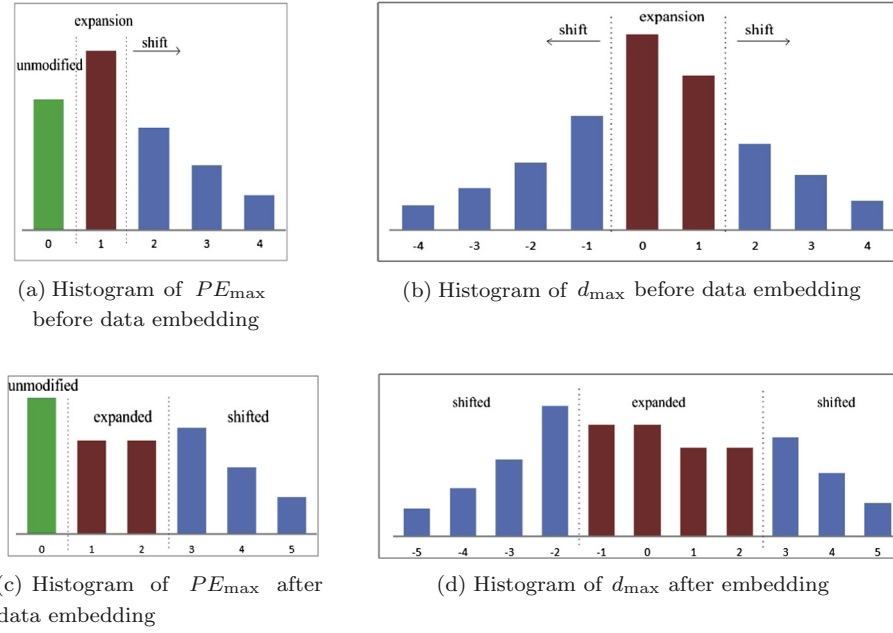 expansion
shift
unmodified
0 1 2 3 4
(a) Histogram of PEmax
before data embedding
expansion
shift
shift
-4 -3 -2 -1 0 1 2 3 4
(b) Histogram of dmax before data embedding
unmodified
expanded shifted
0 1 2 3 4 5
(c) Histogram of PEmax after
data embedding
shifted expanded shifted
-5 -4 -3 -2 -1 0 1 2 3 4 5
(d) Histogram of dmax after embedding